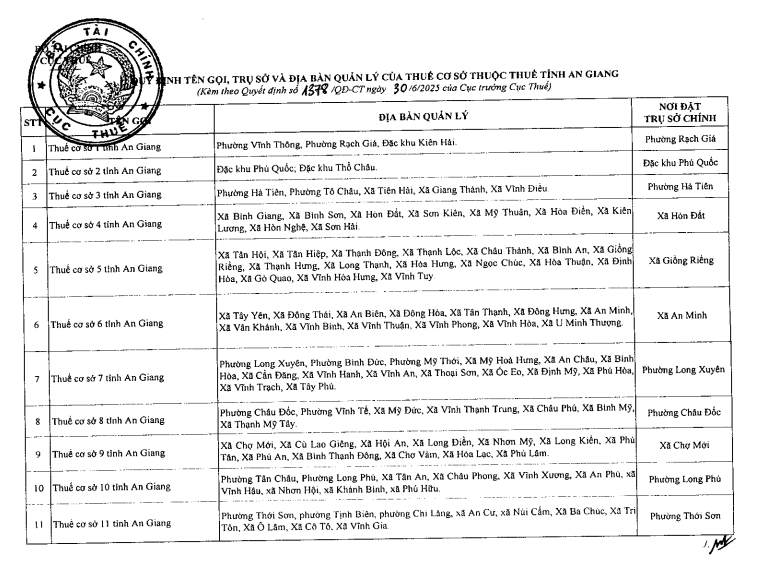 BỘ TÀI CHÍNH
CỤC THUẾ
BỘ TÀI CHÍNH
CỤC THUẾ
QUY ĐỊNH TÊN GỌI, TRỤ SỞ VÀ ĐỊA BÀN QUẢN LÝ CỦA THUẾ CƠ SỞ THUỘC THUẾ TỈNH AN GIANG
(Kèm theo Quyết định số 1378/QĐ-CT ngày 30/6/2025 của Cục trưởng Cục Thuế)
STT TÊN GỌI ĐỊA BÀN QUẢN LÝ NƠI ĐẶT
TRỤ SỞ CHÍNH
1 Thuế cơ sở 1 tỉnh An Giang Phường Vĩnh Thông, Phường Rạch Giá, Đặc khu Kiên Hải. Phường Rạch Giá
2 Thuế cơ sở 2 tỉnh An Giang Đặc khu Phú Quốc; Đặc khu Thổ Châu. Đặc khu Phú Quốc
3 Thuế cơ sở 3 tỉnh An Giang Phường Hà Tiên, Phường Tô Châu, Xã Tiên Hải, Xã Giang Thành, Xã Vĩnh Điều. Phường Hà Tiên
4 Thuế cơ sở 4 tỉnh An Giang Xã Bình Giang, Xã Bình Sơn, Xã Hòn Đất, Xã Sơn Kiên, Xã Mỹ Thuận, Xã Hòa Điền, Xã Kiên
Lương, Xã Hòn Nghệ, Xã Sơn Hải. Xã Hòn Đất
5 Thuế cơ sở 5 tỉnh An Giang Xã Tân Hội, Xã Tân Hiệp, Xã Thạnh Đông, Xã Thạnh Lộc, Xã Châu Thành, Xã Bình An, Xã Giồng
Riềng, Xã Thạnh Hưng, Xã Long Thạnh, Xã Hòa Hưng, Xã Ngọc Chúc, Xã Hòa Thuận, Xã Định
Hòa, Xã Gò Quao, Xã Vĩnh Hòa Hưng, Xã Vĩnh Tuy. Xã Giồng Riềng
6 Thuế cơ sở 6 tỉnh An Giang Xã Tây Yên, Xã Đông Thái, Xã An Biên, Xã Đông Hòa, Xã Tân Thạnh, Xã Đông Hưng, Xã An Minh,
Xã Vân Khánh, Xã Vĩnh Bình, Xã Vĩnh Thuận, Xã Vĩnh Phong, Xã Vĩnh Hòa, Xã U Minh Thượng. Xã An Minh
7 Thuế cơ sở 7 tỉnh An Giang Phường Long Xuyên, Phường Bình Đức, Phường Mỹ Thới, Xã Mỹ Hoà Hưng, Xã An Châu, Xã Bình
Hòa, Xã Cần Đăng, Xã Vĩnh Hanh, Xã Vĩnh An, Xã Thoại Sơn, Xã Óc Eo, Xã Định Mỹ, Xã Phú Hòa,
Xã Vĩnh Trạch, Xã Tây Phú. Phường Long Xuyên
8 Thuế cơ sở 8 tỉnh An Giang Phường Châu Đốc, Phường Vĩnh Tế, Xã Mỹ Đức, Xã Vĩnh Thạnh Trung, Xã Châu Phú, Xã Bình Mỹ,
Xã Thạnh Mỹ Tây. Phường Châu Đốc
9 Thuế cơ sở 9 tỉnh An Giang Xã Chợ Mới, Xã Cù Lao Giêng, Xã Hội An, Xã Long Điền, Xã Nhơn Mỹ, Xã Long Kiến, Xã Phú
Tân, Xã Phú An, Xã Bình Thạnh Đông, Xã Chợ Vàm, Xã Hòa Lạc, Xã Phú Lâm. Xã Chợ Mới
10 Thuế cơ sở 10 tỉnh An Giang Phường Tân Châu, Phường Long Phú, Xã Tân An, Xã Châu Phong, Xã Vĩnh Xương, Xã An Phú, xã
Vĩnh Hậu, xã Nhơn Hội, xã Khánh Bình, xã Phú Hữu. Phường Long Phú
11 Thuế cơ sở 11 tỉnh An Giang Phường Thới Sơn, phường Tịnh Biên, phường Chi Lăng, xã An Cư, xã Núi Cấm, Xã Ba Chúc, Xã Tri
Tôn, Xã Ô Lâm, Xã Cô Tô, Xã Vĩnh Gia. Phường Thới Sơn